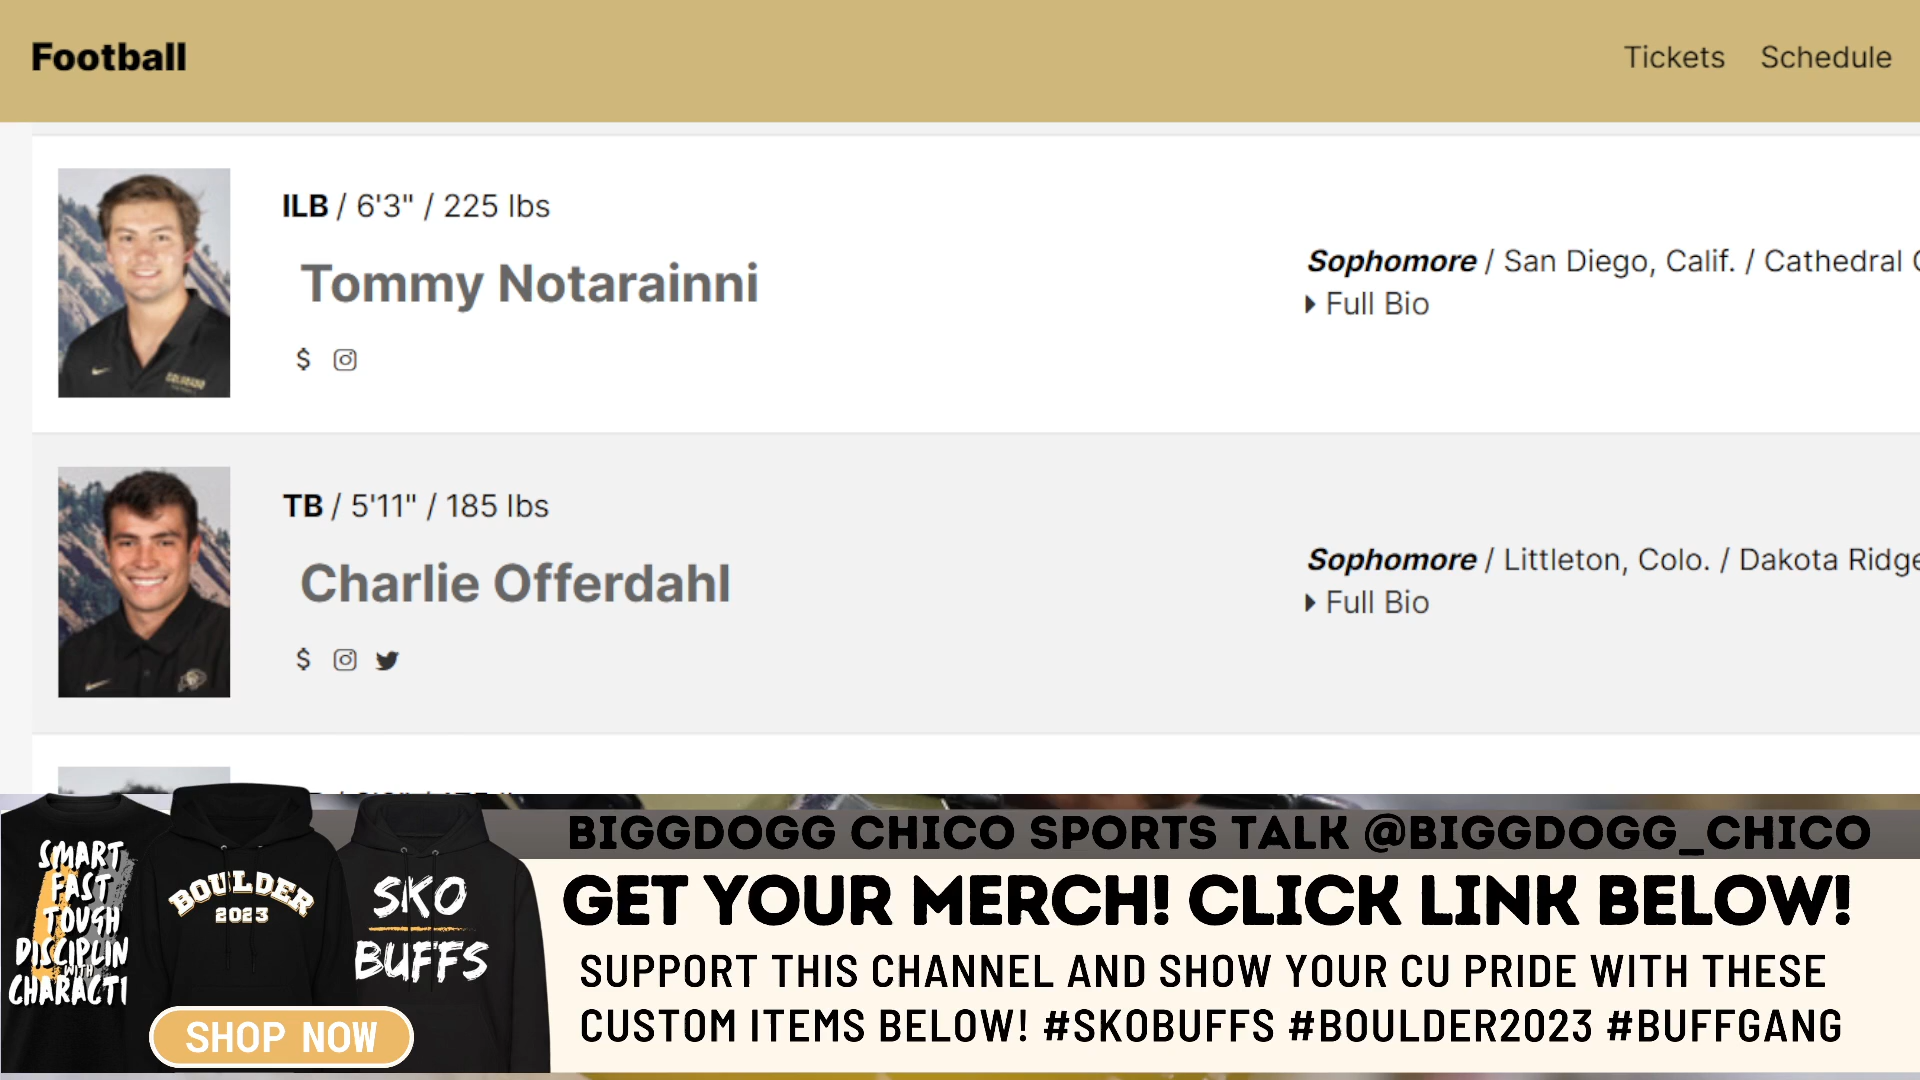 Football
Tickets Schedule
ILB / 6'3" / 225 lbs
Tommy Notarainni
$
Sophomore / San Diego, Calif. / Cathedral
Full Bio
COLORADO
TB / 5'11" / 185 lbs
Charlie Offerdahl
$
Sophomore / Littleton, Colo. / Dakota Ridge
Full Bio
SMART
FAST
TOUGH
DISCIPLIN
WITH
CHARACT
BOULDER
2023
SKO
BUFFS
SHOP NOW
BIGGDOGG CHICO SPORTS TALK @BIGGDOGG_CHICO
GET YOUR MERCH! CLICK LINK BELOW!
SUPPORT THIS CHANNEL AND SHOW YOUR CU PRIDE WITH THESE
CUSTOM ITEMS BELOW! #SKOBUFFS #BOULDER2023 #BUFFGANG